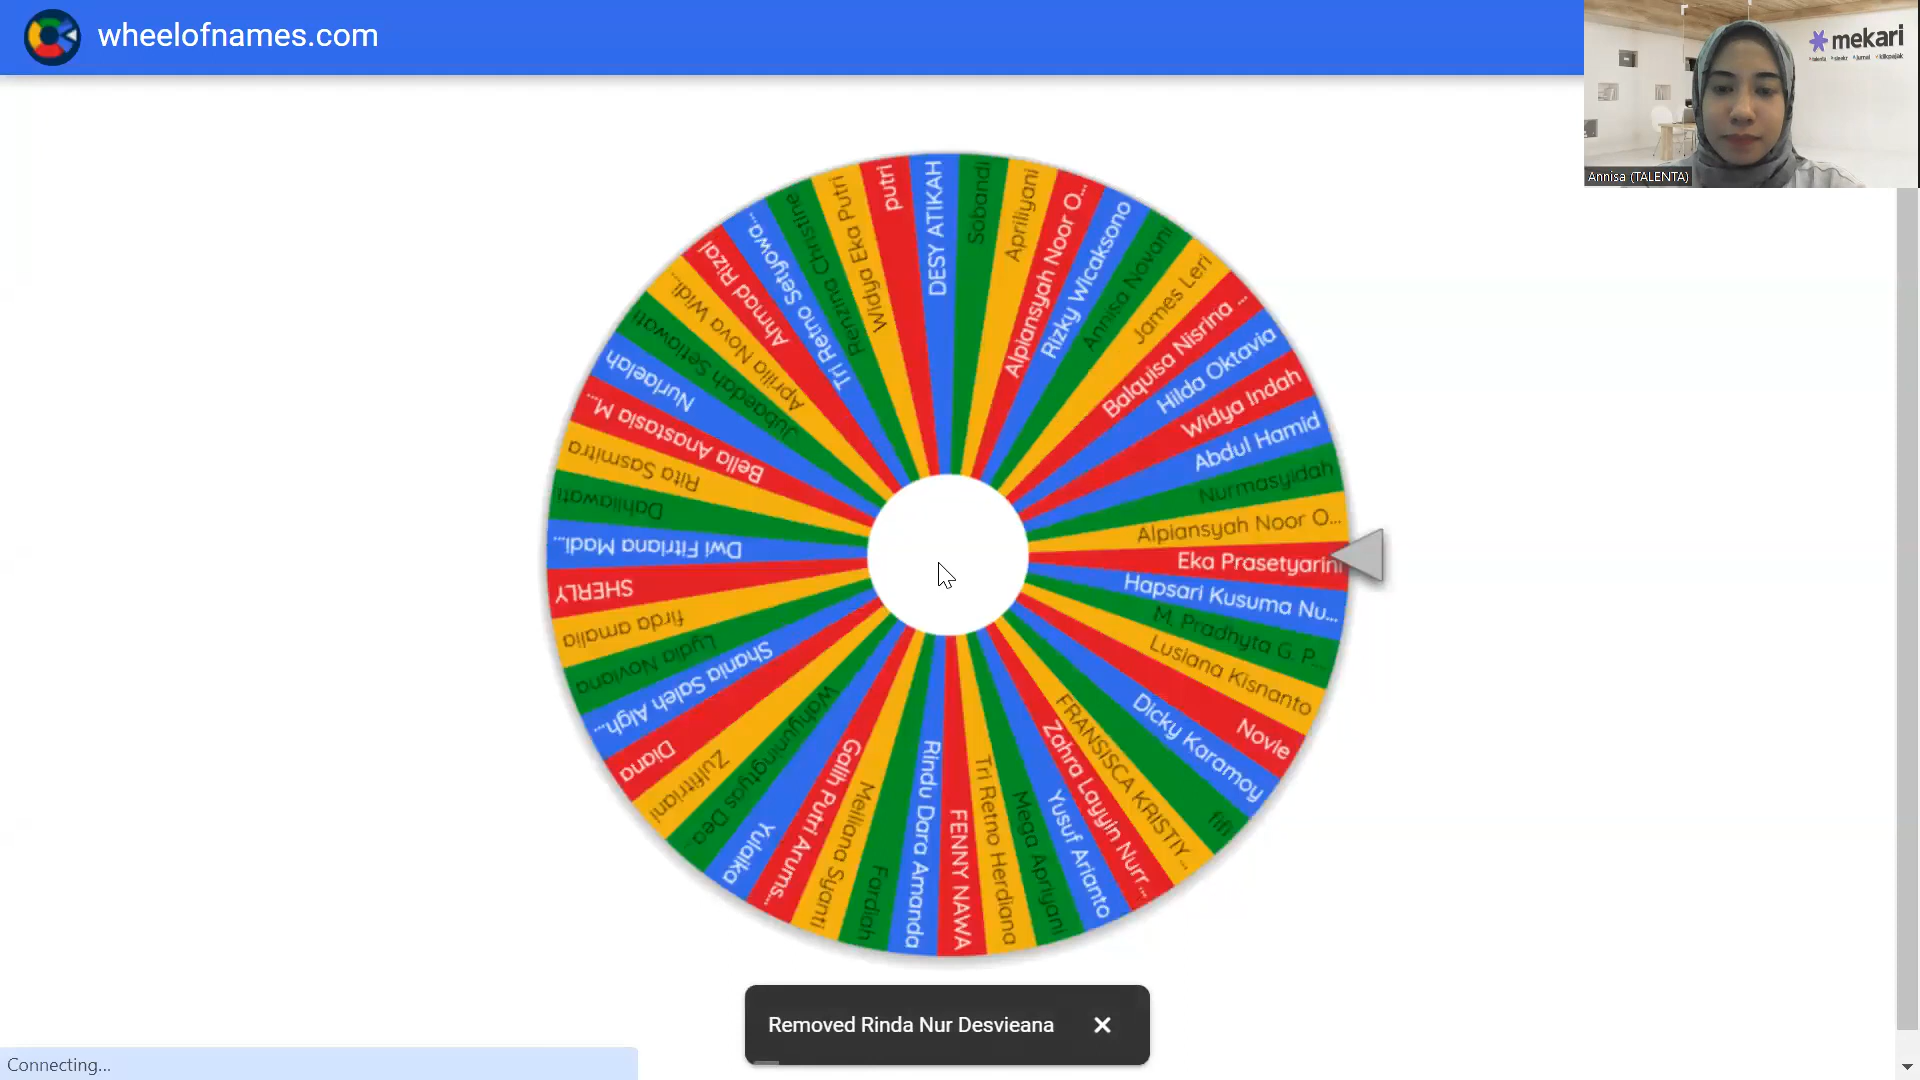 wheelofnames.com
mekari
Annisa (TALENTA)
DESY ATIKAH
Sobandi
Apriliyani
Alpiansyah Noor O...
Rizky Wicaksono
Annisa Novani
James Leri
Balquisa Nisrina ...
Hilda Oktavia
Widya Indah
Abdul Hamid
Nurmasyidah
Alpiansyah Noor O...
Eka Prasetyarini
Hapsari Kusuma Nu...
M. Pradhyta G. P...
Lusiana Kisnanto
Novie
Dicky Karamoy
fifi
FRANSISCA KRISTIY ...
Zahra Layyin Nurr ...
Yusuf Arianto
Mega Apriyani
Tri Retno Herdiana
FENNY NAWA
Rindu Dara Amanda
Fardiah
Meiliana Syanti
Galih Putri Arums...
Yulaika
Wahyuningtyas Dea
Zulfitriani
Diana
Shania Saleh Algh...
Lydia Noviana
firda amalia
SHERLY
Dwi Fitriana Madi...
Dahliawati
Rita Sasmitra
Bella Anastasia M...
Nurlaelah
Jubaedah Setiawati
Aprilia Nova Widi...
Ahmad Rizal
Tri Retno Setyowa...
Renzina Christine
Widya Eka Putri
putri
Removed Rinda Nur Desvieana
Connecting...